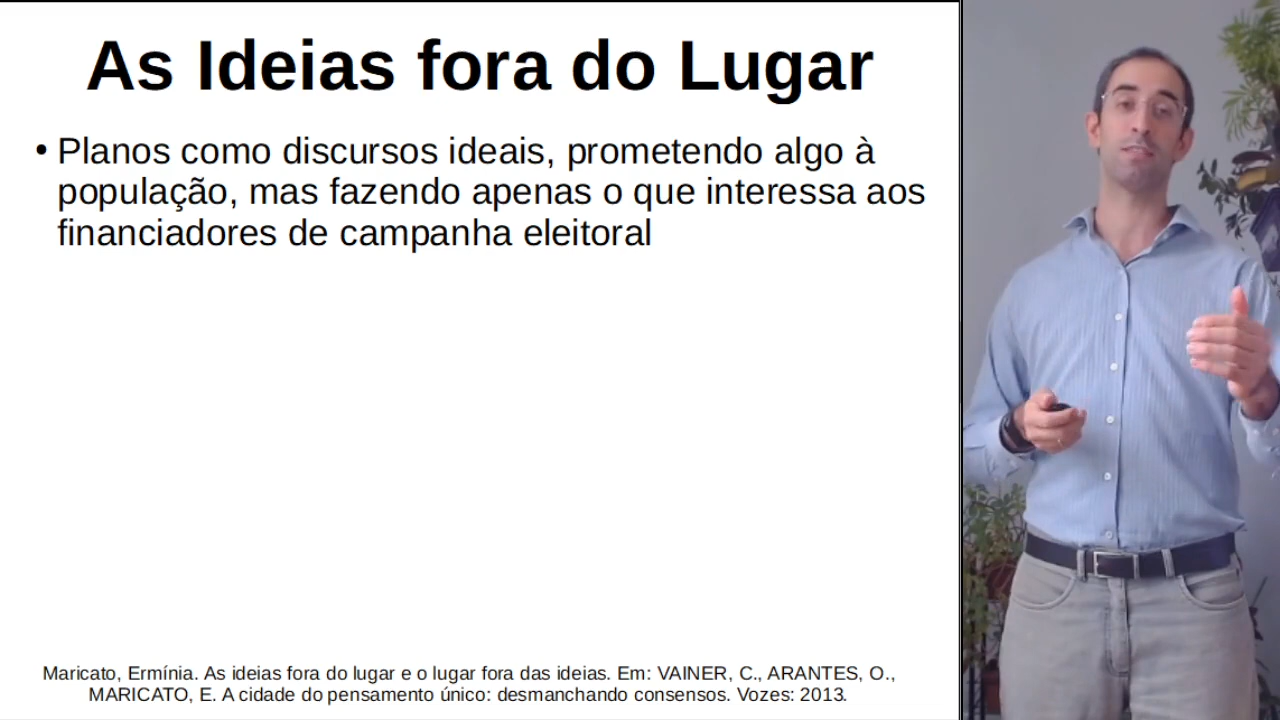 As Ideias fora do Lugar
• Planos como discursos ideais, prometendo algo à
população, mas fazendo apenas o que interessa aos
financiadores de campanha eleitoral
Maricato, Ermínia. As ideias fora do lugar e o lugar fora das ideias. Em: VAINER, C., ARANTES, O.,
MARICATO, E. A cidade do pensamento único: desmanchando consensos. Vozes: 2013.